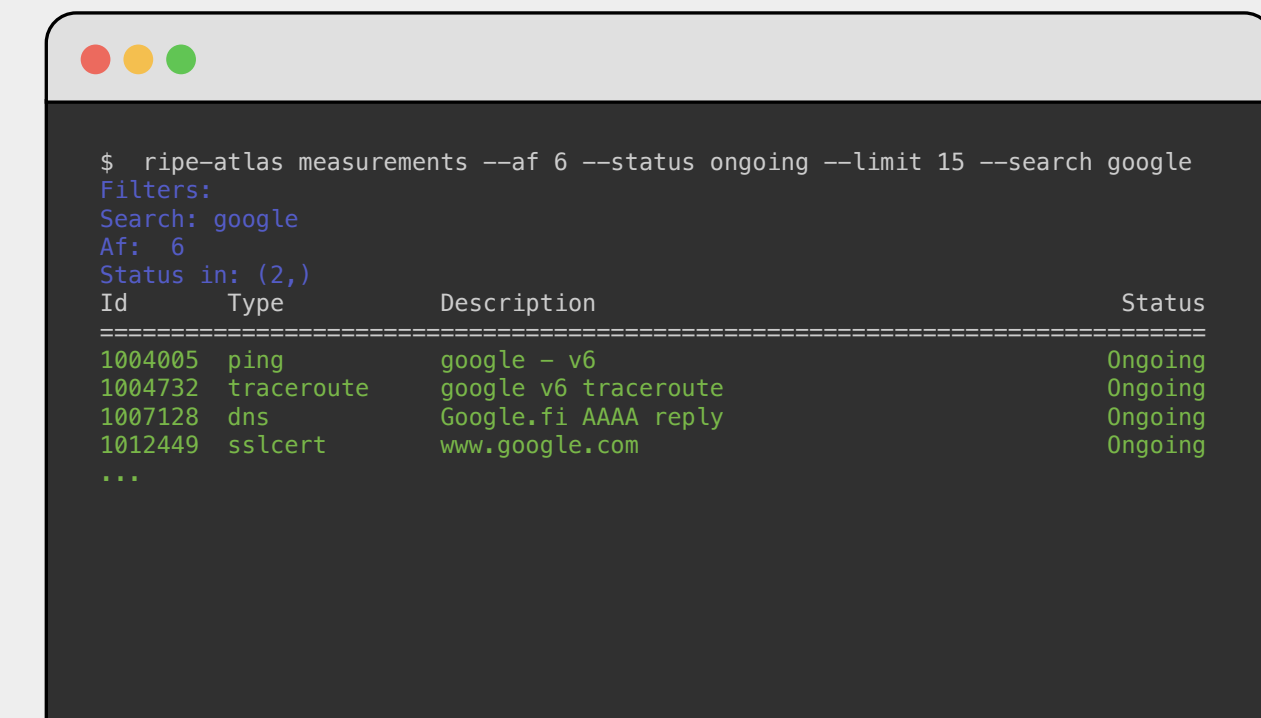 $  ripe-atlas measurements --af 6 --status ongoing --limit 15 --search google
Filters:
Search: google
Af:  6
Status in: (2,)
Id       Type           Description                                     Status
==============================================================================
1004005  ping           google - v6                                    Ongoing
1004732  traceroute     google v6 traceroute                           Ongoing
1007128  dns            Google.fi AAAA reply                           Ongoing
1012449  sslcert        www.google.com                                 Ongoing
...